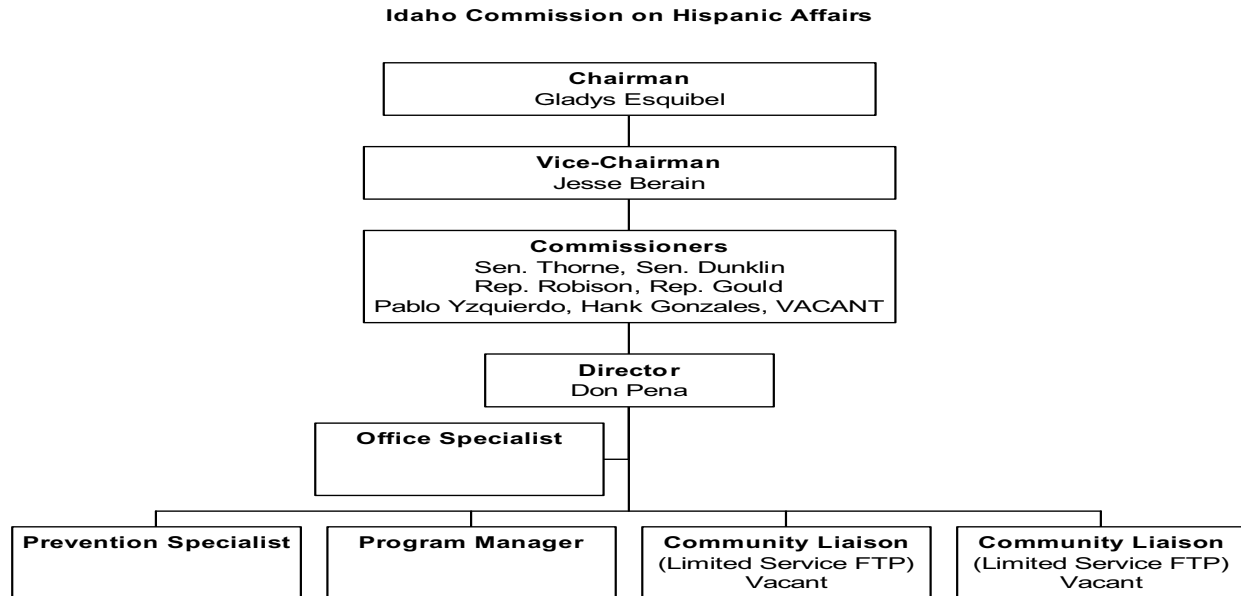 Idaho Commission on Hispanic Affairs
Chairman
Gladys Esquibel
Vice-Chairman
Jesse Berain
Commissioners
Sen. Thorne, Sen. Dunklin
Rep. Robison, Rep. Gould
Pablo Yzquierdo, Hank Gonzales, VACANT
Director
Don Pena
Office Specialist
Prevention Specialist
Program Manager
Community Liaison
(Limited Service FTP)
Vacant
Community Liaison
(Limited Service FTP)
Vacant